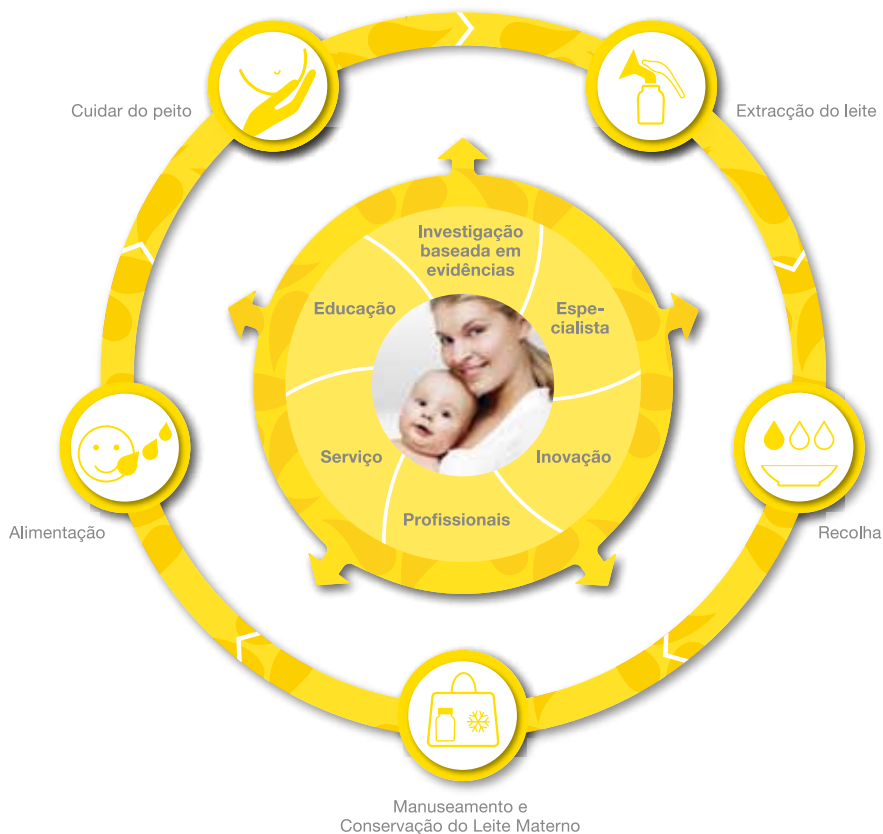 Cuidar do peito
Extracção do leite
Investigação
baseada em
evidências
Educação
Espe-
cialista
Serviço
Inovação
Profissionais
Alimentação
Recolha
Manuseamento e
Conservação do Leite Materno